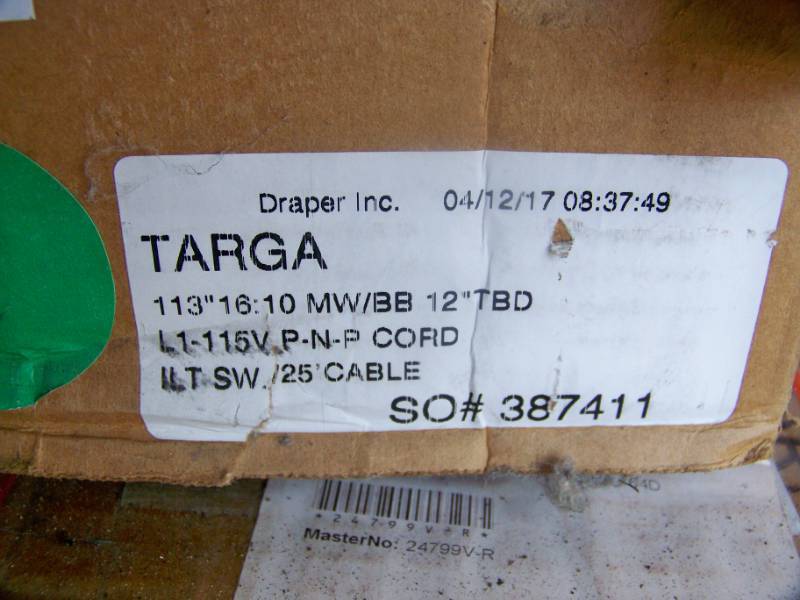 Draper Inc. 04/12/17 08:37:49
TARGA
113"16:10 MW/BB 12"TBD
L1-115V P-N-P CORD
ILT SW./25'CABLE
SO# 387411
*24799V-R*
MasterNo: 24799V-R